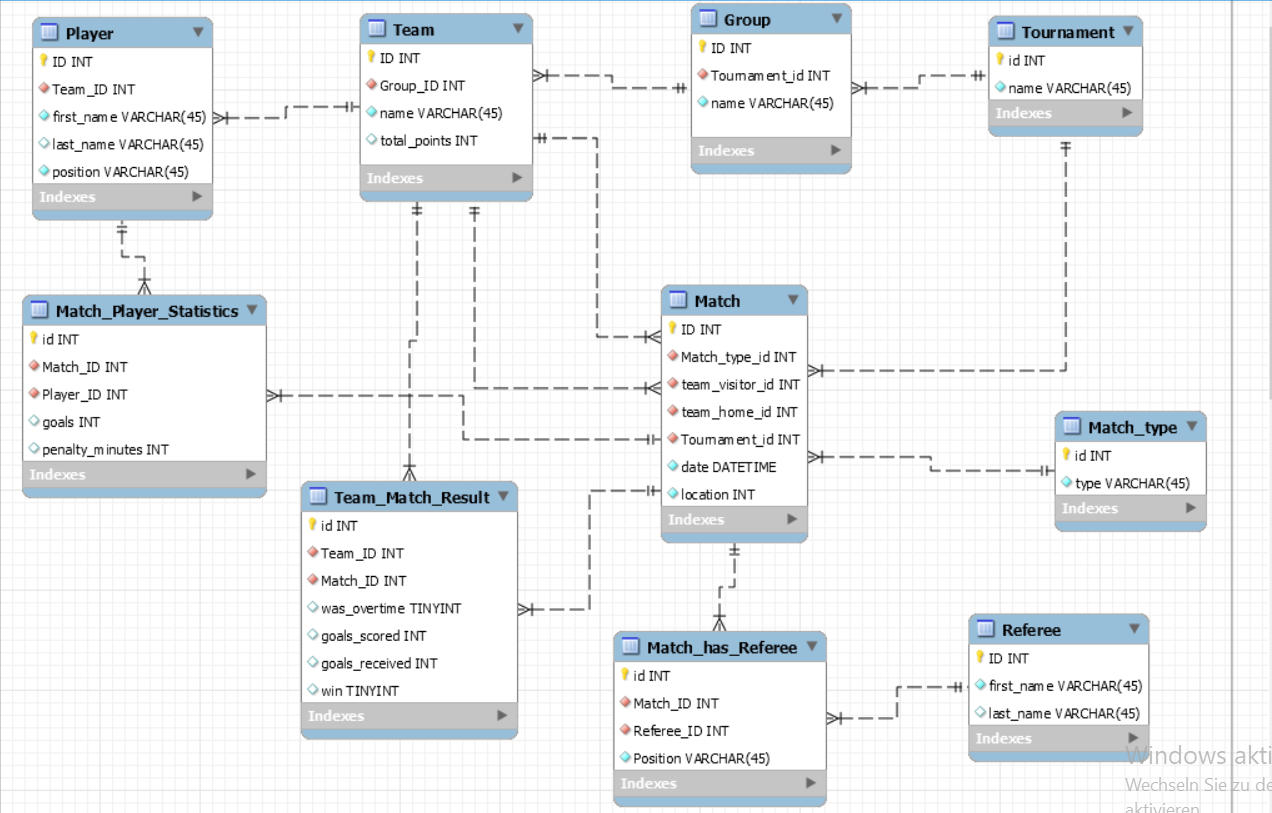 Player
ID INT
Team_ID INT
first_name VARCHAR(45)
last_name VARCHAR(45)
position VARCHAR(45)
Indexes
Team
ID INT
Group_ID INT
name VARCHAR(45)
total_points INT
Indexes
Group
ID INT
Tournament_id INT
name VARCHAR(45)
Indexes
Tournament
id INT
name VARCHAR(45)
Indexes
Match_Player_Statistics
id INT
Match_ID INT
Player_ID INT
goals INT
penalty_minutes INT
Indexes
Match
ID INT
Match_type_id INT
team_visitor_id INT
team_home_id INT
Tournament_id INT
date DATETIME
location INT
Indexes
Match_type
id INT
type VARCHAR(45)
Indexes
Team_Match_Result
id INT
Team_ID INT
Match_ID INT
was_overtime TINYINT
goals_scored INT
goals_received INT
win TINYINT
Indexes
Match_has_Referee
id INT
Match_ID INT
Referee_ID INT
Position VARCHAR(45)
Indexes
Referee
ID INT
first_name VARCHAR(45)
last_name VARCHAR(45)
Indexes
Windows akti
Wechseln Sie zu de
aktivieren